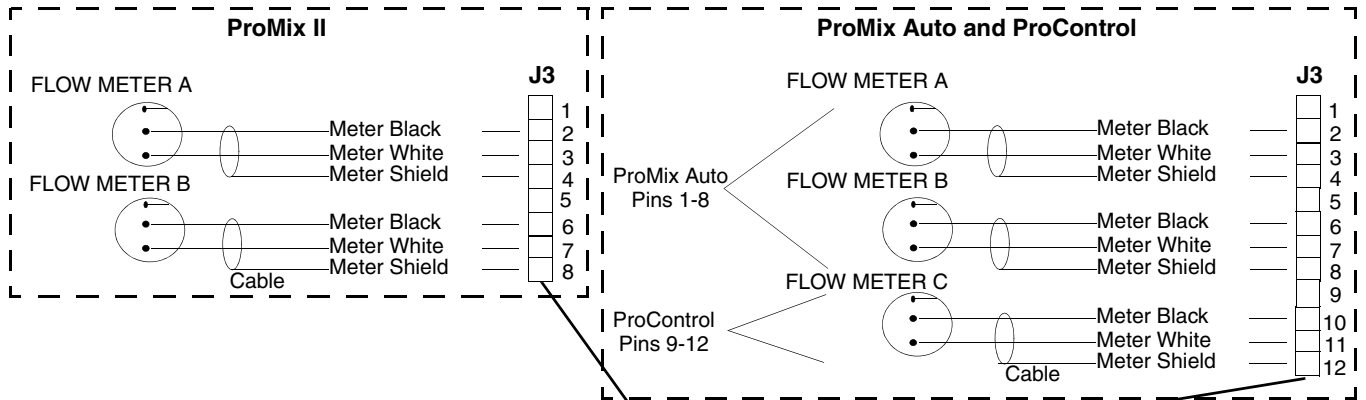 ProMix II
J3
FLOW METER A
1
Meter Black
2
Meter White
3
Meter Shield
4
FLOW METER B
5
Meter Black
6
Meter White
7
Meter Shield
8
Cable
ProMix Auto and ProControl
J3
FLOW METER A
1
Meter Black
2
Meter White
3
Meter Shield
4
ProMix Auto
Pins 1-8
FLOW METER B
5
Meter Black
6
Meter White
7
Meter Shield
8
FLOW METER C
9
ProControl
Pins 9-12
Meter Black
10
Meter White
11
Meter Shield
12
Cable